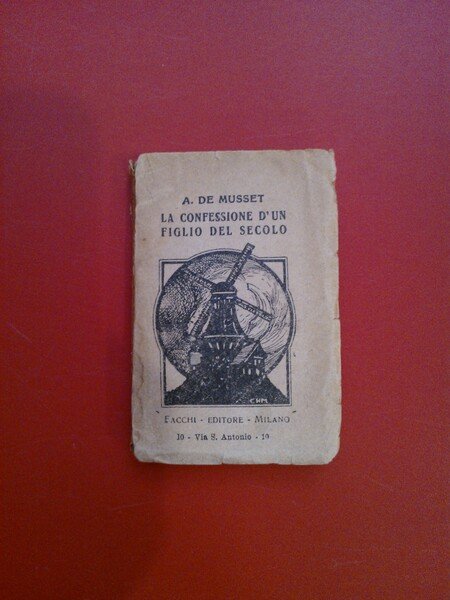 A. DE MUSSET
LA CONFESSIONE D'UN
FIGLIO DEL SECOLO
FACCHI - EDITORE - MILANO
10 - Via S. Antonio - 10